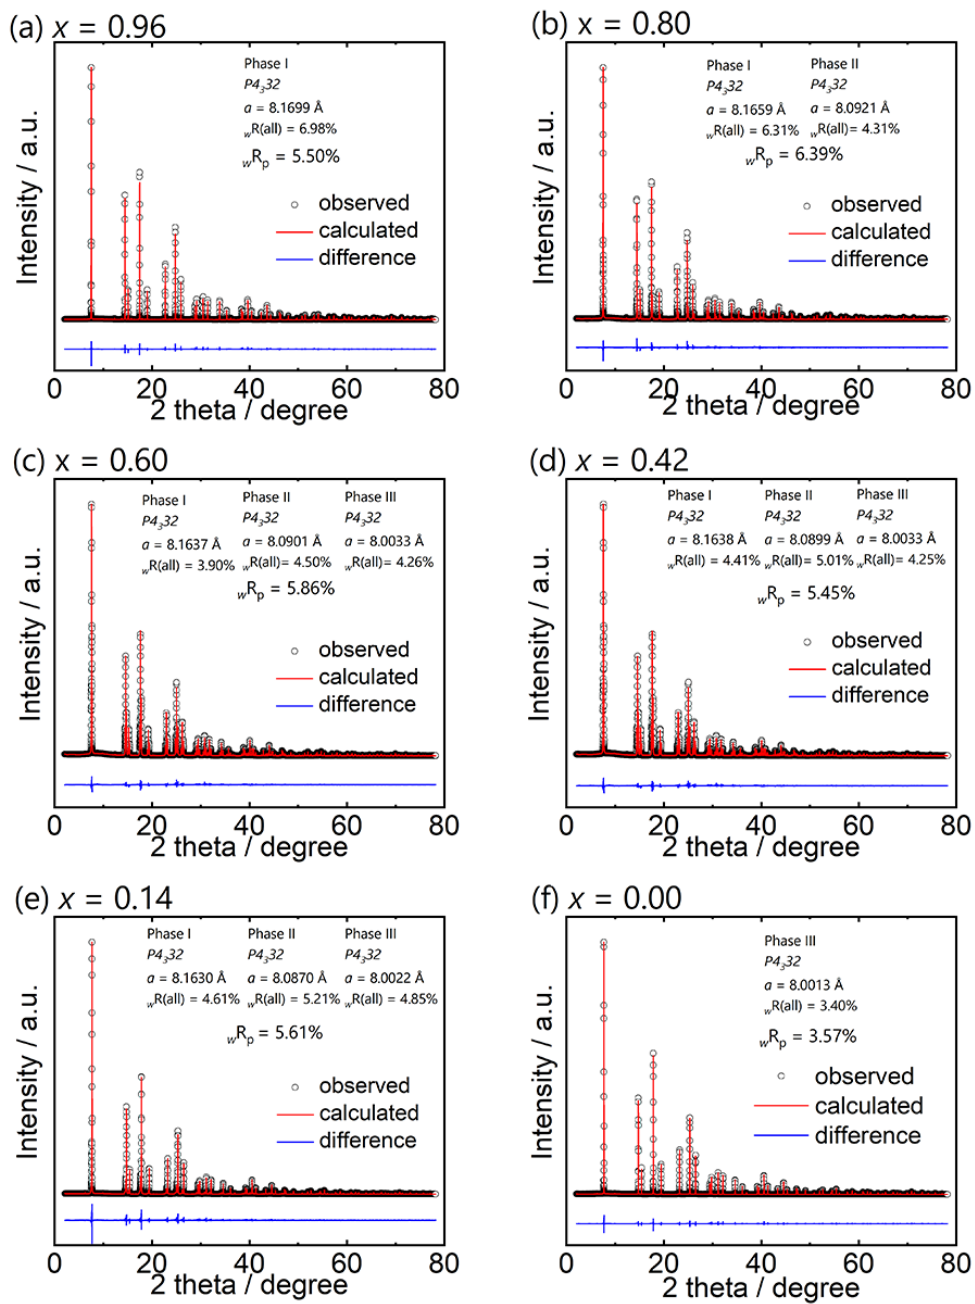 (a) x = 0.96
Phase I
P4₃32
a = 8.1699 Å
wR(all) = 6.98%
wRp = 5.50%
observed
calculated
difference
Intensity / a.u.
0 20 40 60 80
2 theta / degree
(b) x = 0.80
Phase I Phase II
P4₃32 P4₃32
a = 8.1659 Å a = 8.0921 Å
wR(all) = 6.31% wR(all)= 4.31%
wRp = 6.39%
observed
calculated
difference
Intensity / a.u.
0 20 40 60 80
2 theta / degree
(c) x = 0.60
Phase I Phase II Phase III
P4₃32 P4₃32 P4₃32
a = 8.1637 Å a = 8.0901 Å a = 8.0033 Å
wR(all) = 3.90% wR(all)= 4.50% wR(all)= 4.26%
wRp = 5.86%
observed
calculated
difference
Intensity / a.u.
0 20 40 60 80
2 theta / degree
(d) x = 0.42
Phase I Phase II Phase III
P4₃32 P4₃32 P4₃32
a = 8.1638 Å a = 8.0899 Å a = 8.0033 Å
wR(all) = 4.41% wR(all)= 5.01% wR(all)= 4.25%
wRp = 5.45%
observed
calculated
difference
Intensity / a.u.
0 20 40 60 80
2 theta / degree
(e) x = 0.14
Phase I Phase II Phase III
P4₃32 P4₃32 P4₃32
a = 8.1630 Å a = 8.0870 Å a = 8.0022 Å
wR(all) = 4.61% wR(all) = 5.21% wR(all) = 4.85%
wRp = 5.61%
observed
calculated
difference
Intensity / a.u.
0 20 40 60 80
2 theta / degree
(f) x = 0.00
Phase III
P4₃32
a = 8.0013 Å
wR(all) = 3.40%
wRp = 3.57%
observed
calculated
difference
Intensity / a.u.
0 20 40 60 80
2 theta / degree